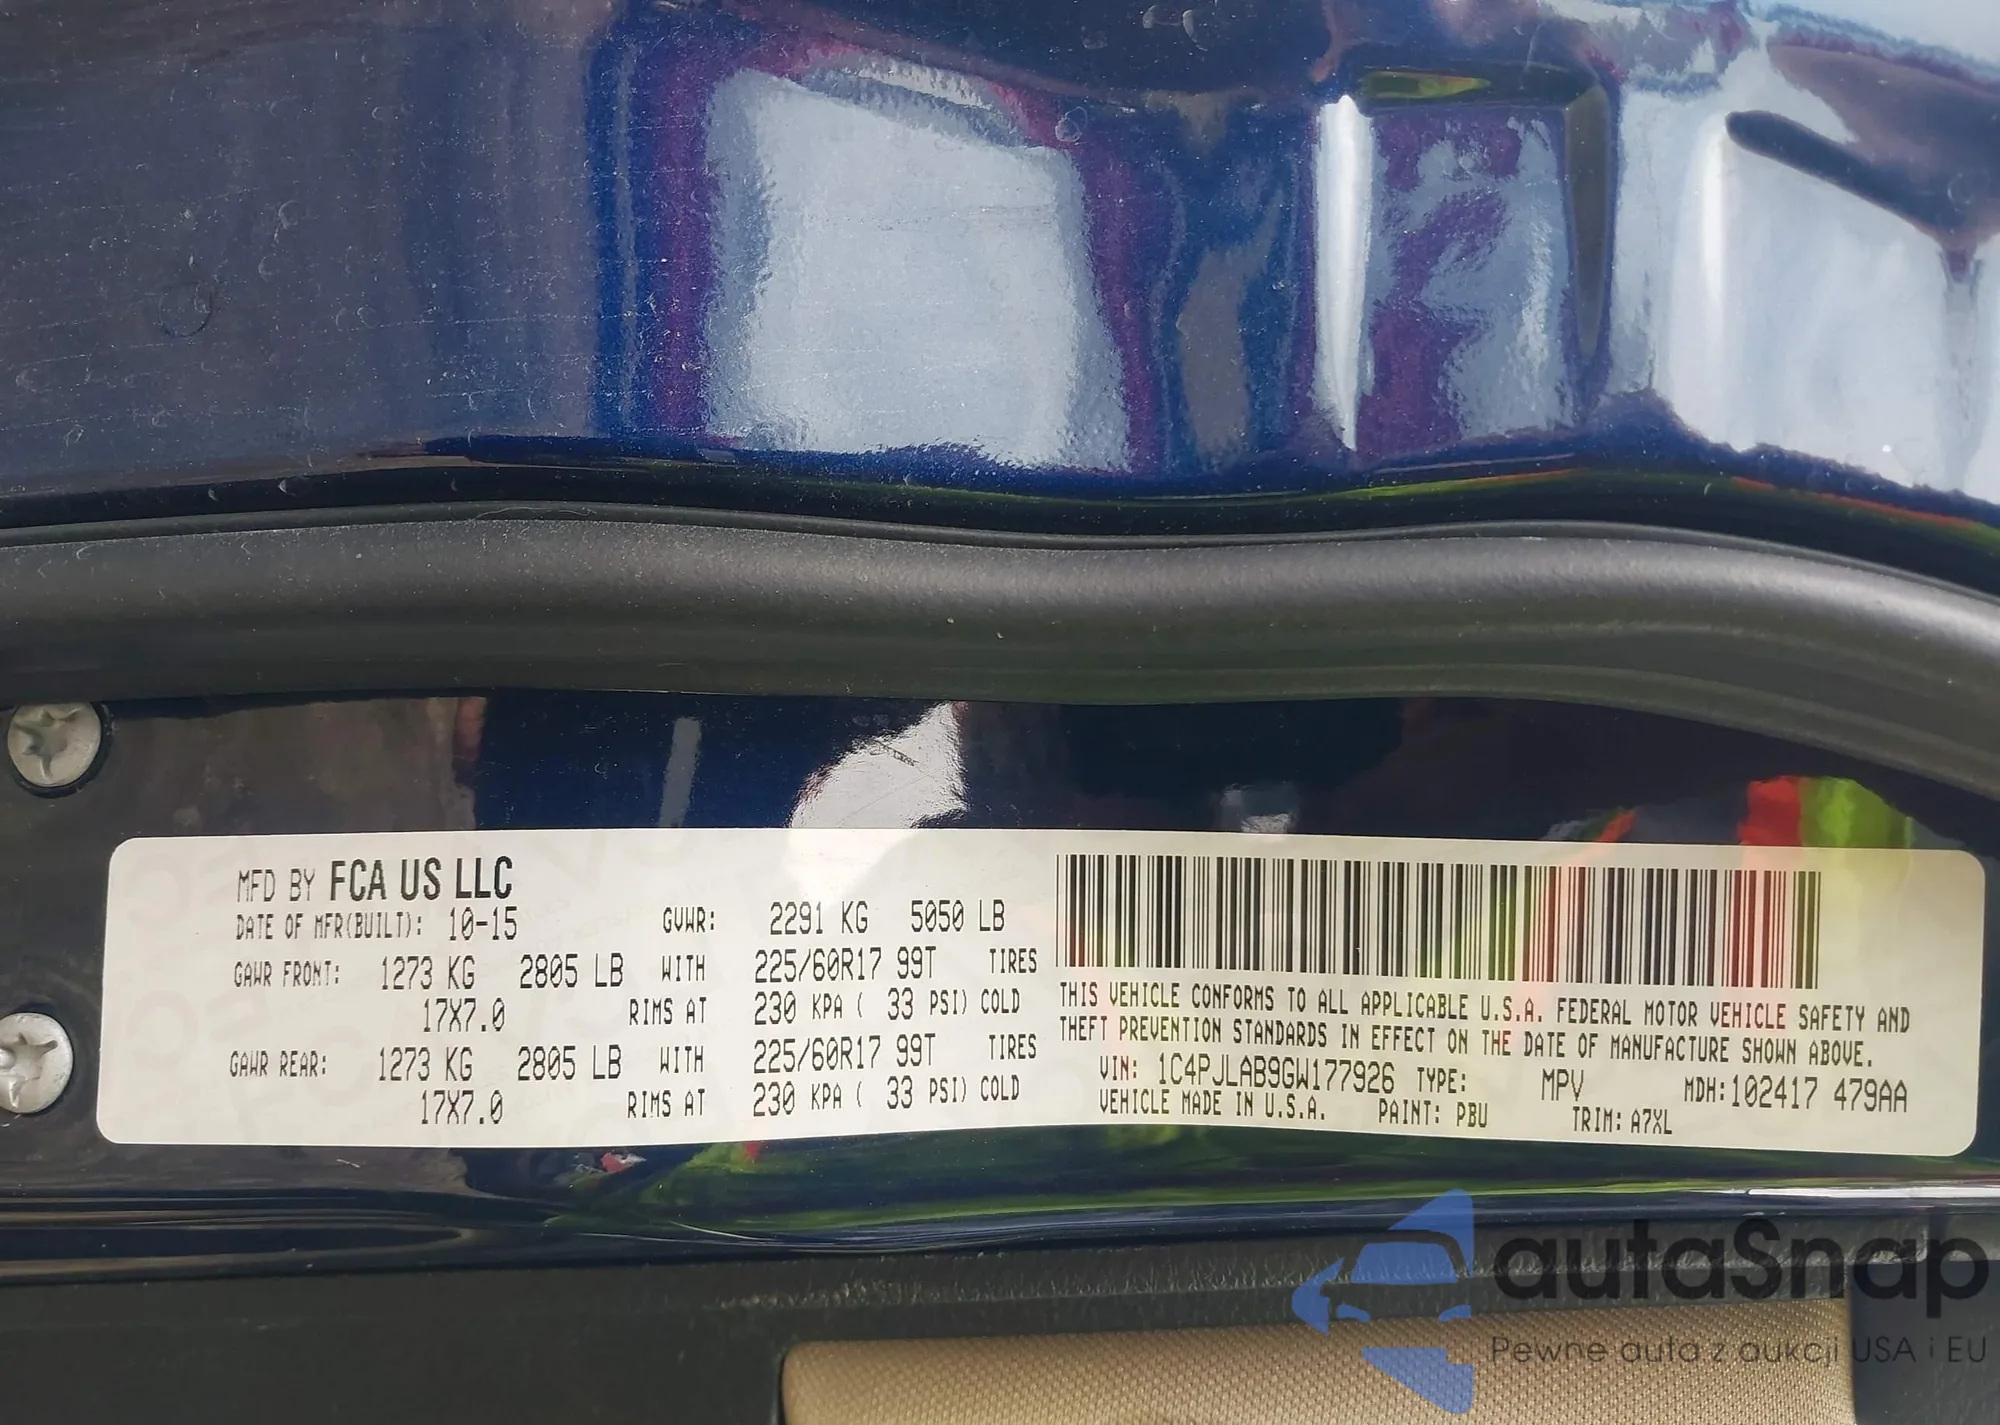 MFD BY FCA US LLC
DATE OF MFR(BUILT): 10-15 GVWR: 2291 KG 5050 LB
GAWR FRONT: 1273 KG 2805 LB WITH 225/60R17 99T TIRES
17X7.0 RIMS AT 230 KPA ( 33 PSI) COLD
GAWR REAR: 1273 KG 2805 LB WITH 225/60R17 99T TIRES
17X7.0 RIMS AT 230 KPA ( 33 PSI) COLD
THIS VEHICLE CONFORMS TO ALL APPLICABLE U.S.A. FEDERAL MOTOR VEHICLE SAFETY AND
THEFT PREVENTION STANDARDS IN EFFECT ON THE DATE OF MANUFACTURE SHOWN ABOVE.
VIN: 1C4PJLAB9GW177926 TYPE: MPV MDH:102417 479AA
VEHICLE MADE IN U.S.A. PAINT: PBU TRIM: A7XL
autaSnap
Pewne auta z aukcji USA i EU